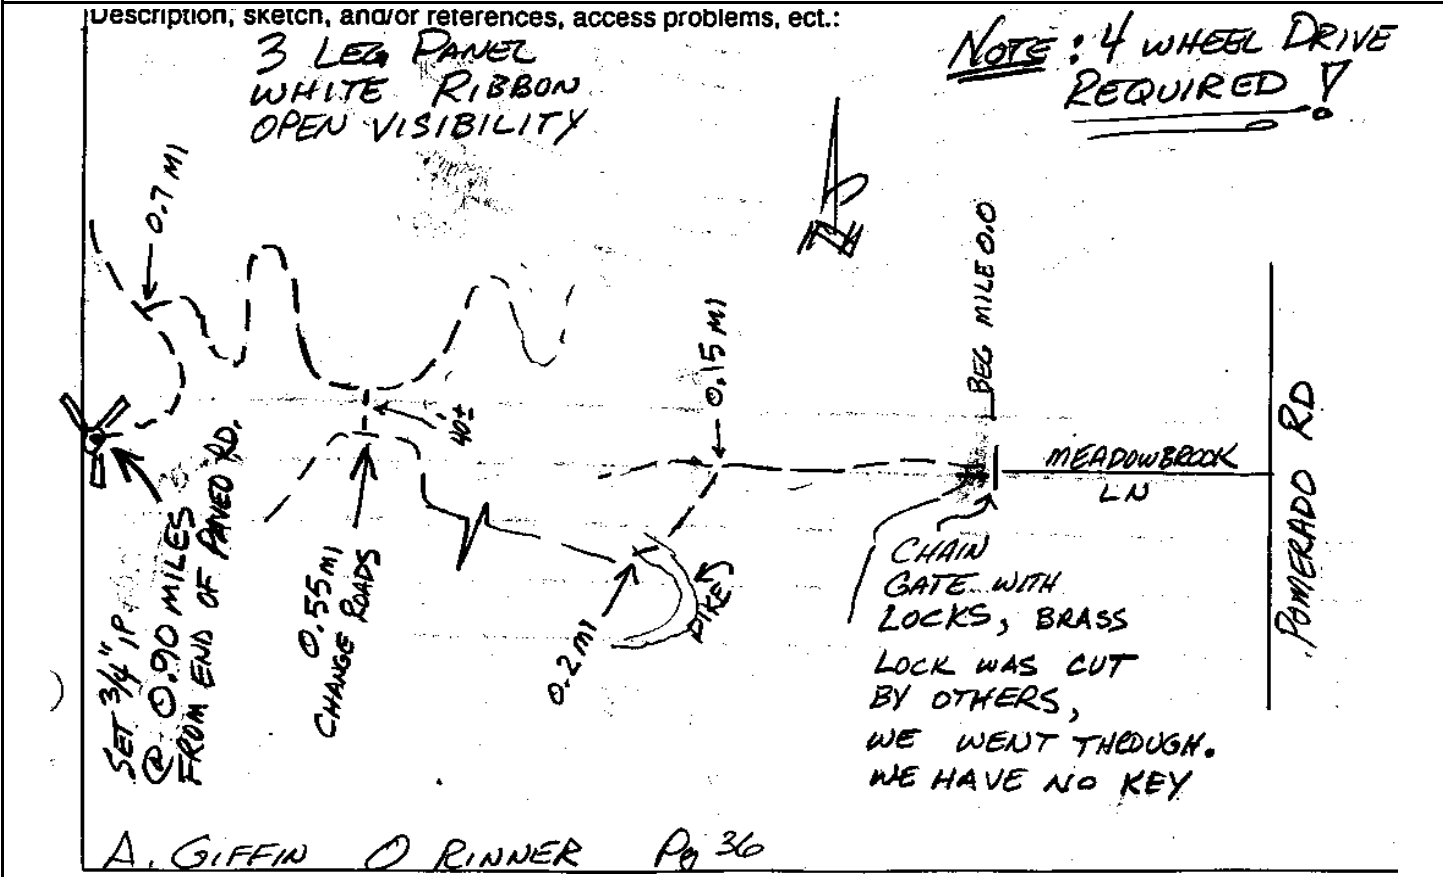 Description, sketch, and/or references, access problems, ect.:
3 LEG PANEL
WHITE RIBBON
OPEN VISIBILITY
NOTE: 4 WHEEL DRIVE
REQUIRED!
0.7 MI
N
BEG MILE 0.0
0.15 MI
40'±
MEADOWBROOK
LN
POMERADO RD
SET 3/4" IP
@ 0.90 MILES
FROM END OF PAVED RD.
0.55 MI
CHANGE ROADS
0.2 MI
DIKE
CHAIN
GATE WITH
LOCKS, BRASS
LOCK WAS CUT
BY OTHERS,
WE WENT THOUGH.
WE HAVE NO KEY
A. GIFFIN O RINNER Pg 36